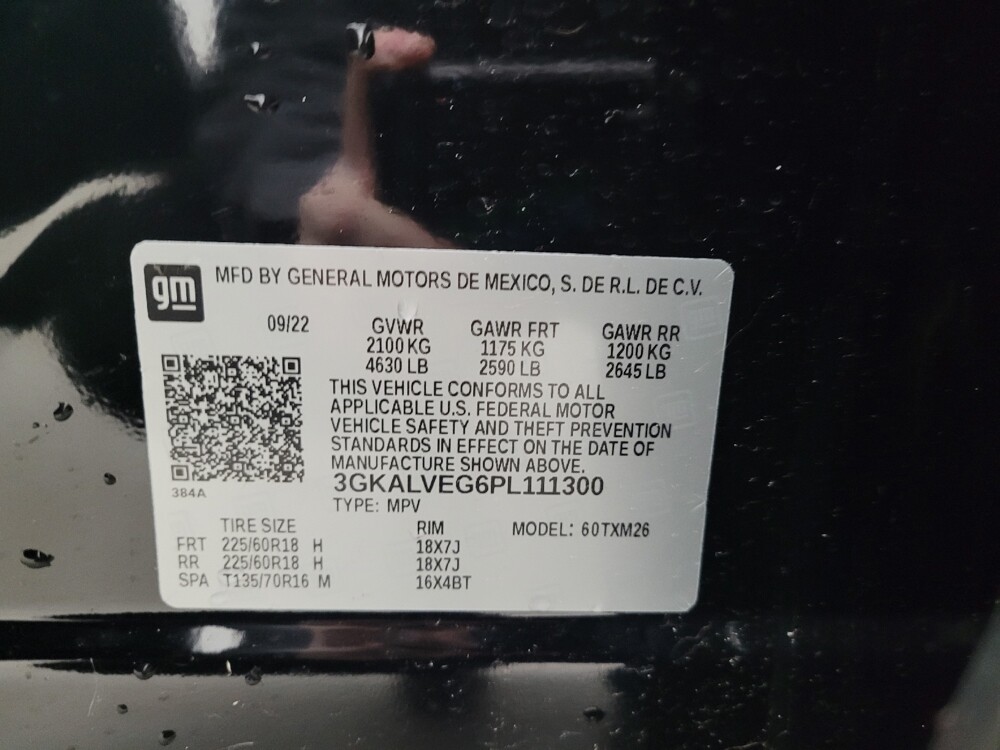 gm MFD BY GENERAL MOTORS DE MEXICO, S. DE R.L. DE C.V.
09/22 GVWR GAWR FRT GAWR RR
2100 KG 1175 KG 1200 KG
4630 LB 2590 LB 2645 LB
THIS VEHICLE CONFORMS TO ALL
APPLICABLE U.S. FEDERAL MOTOR
VEHICLE SAFETY AND THEFT PREVENTION
STANDARDS IN EFFECT ON THE DATE OF
MANUFACTURE SHOWN ABOVE.
384A 3GKALVEG6PL111300
TYPE: MPV
TIRE SIZE RIM MODEL: 60TXM26
FRT 225/60R18 H 18X7J
RR 225/60R18 H 18X7J
SPA T135/70R16 M 16X4BT